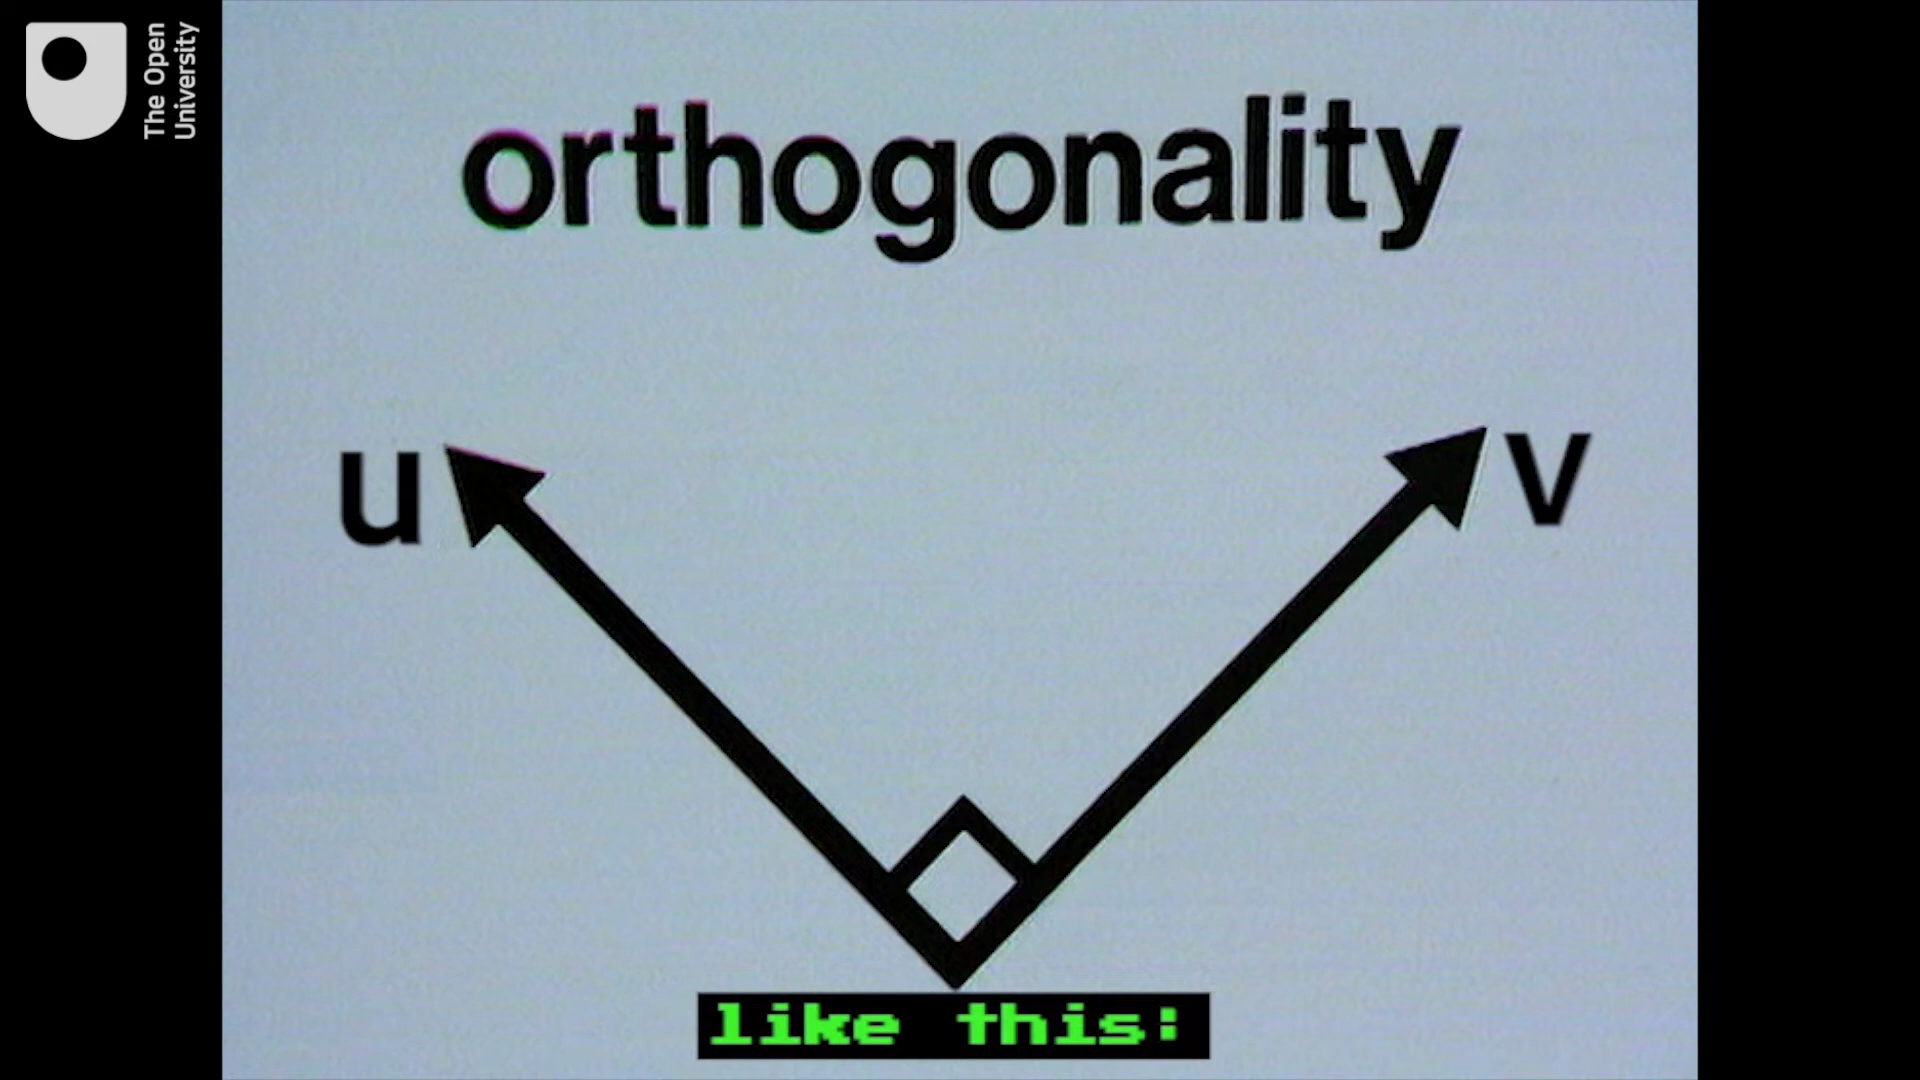 The Open
University
orthogonality
u
v
like this: